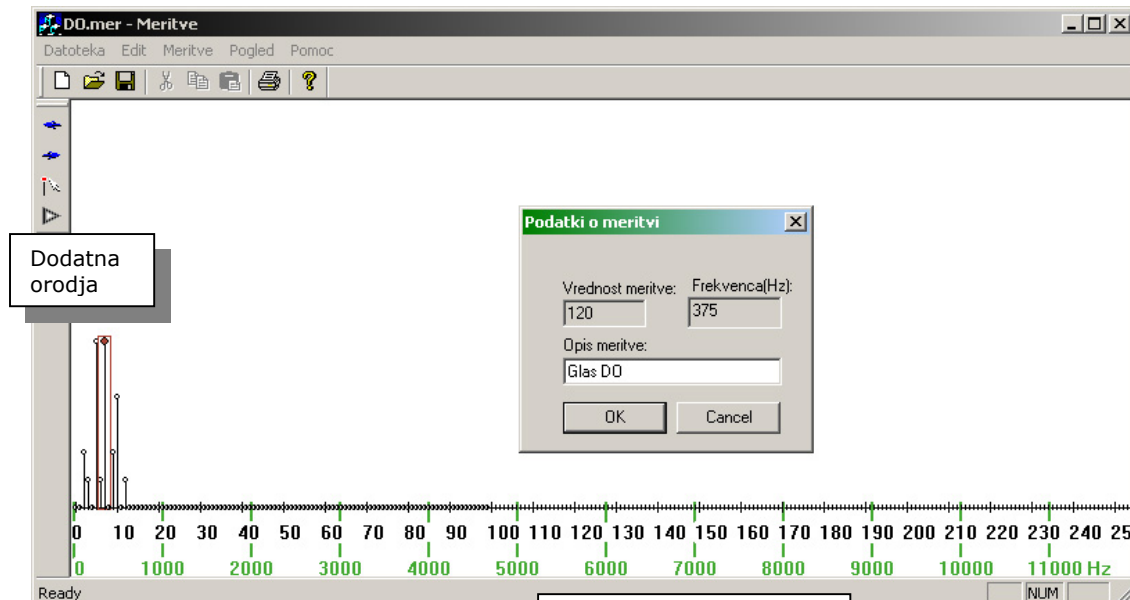 DO.mer - Meritve
Datoteka Edit Meritve Pogled Pomoc
Dodatna
orodja
Podatki o meritvi
Vrednost meritve: Frekvenca(Hz):
120 375
Opis meritve:
Glas DO
OK Cancel
0 10 20 30 40 50 60 70 80 90 100 110 120 130 140 150 160 170 180 190 200 210 220 230 240 25
0 1000 2000 3000 4000 5000 6000 7000 8000 9000 10000 11000 Hz
Ready NUM